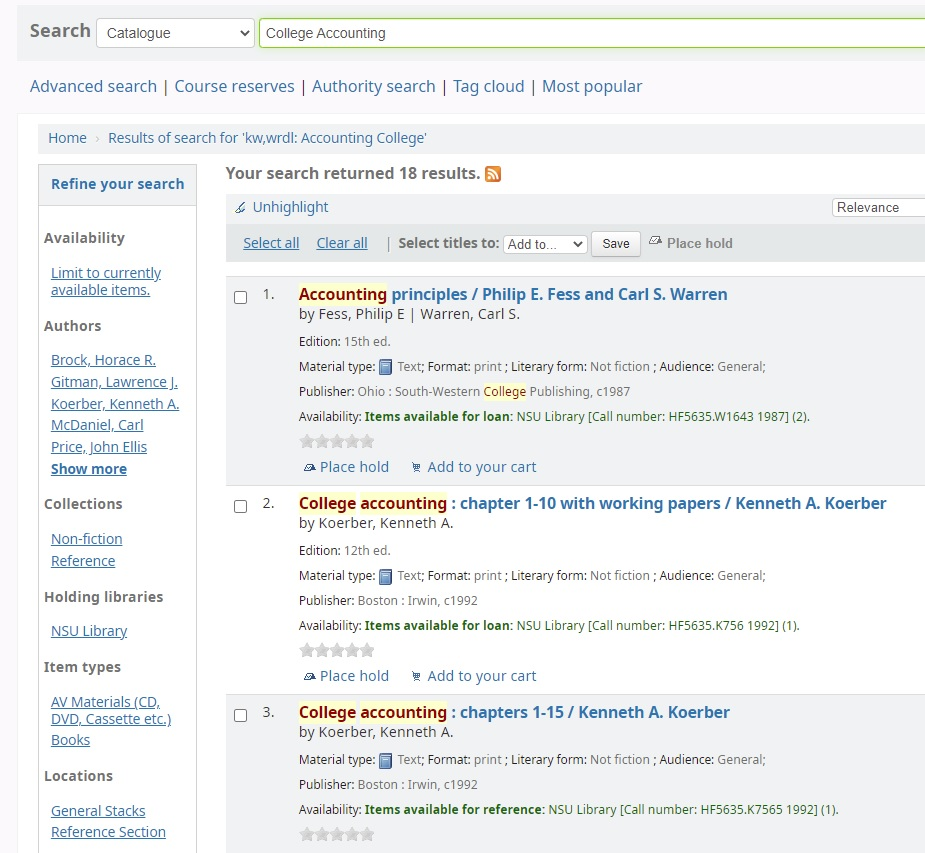 Search Catalogue College Accounting
Advanced search | Course reserves | Authority search | Tag cloud | Most popular
Home › Results of search for 'kw,wrdl: Accounting College'
Refine your search
Availability
Limit to currently
available items.
Authors
Brock, Horace R.
Gitman, Lawrence J.
Koerber, Kenneth A.
McDaniel, Carl
Price, John Ellis
Show more
Collections
Non-fiction
Reference
Holding libraries
NSU Library
Item types
AV Materials (CD,
DVD, Cassette etc.)
Books
Locations
General Stacks
Reference Section
Your search returned 18 results.
Unhighlight
Relevance
Select all Clear all | Select titles to: Add to... Save Place hold
1. Accounting principles / Philip E. Fess and Carl S. Warren
by Fess, Philip E | Warren, Carl S.
Edition: 15th ed.
Material type: Text; Format: print ; Literary form: Not fiction ; Audience: General;
Publisher: Ohio : South-Western College Publishing, c1987
Availability: Items available for loan: NSU Library [Call number: HF5635.W1643 1987] (2).
Place hold Add to your cart
2. College accounting : chapter 1-10 with working papers / Kenneth A. Koerber
by Koerber, Kenneth A.
Edition: 12th ed.
Material type: Text; Format: print ; Literary form: Not fiction ; Audience: General;
Publisher: Boston : Irwin, c1992
Availability: Items available for loan: NSU Library [Call number: HF5635.K756 1992] (1).
Place hold Add to your cart
3. College accounting : chapters 1-15 / Kenneth A. Koerber
by Koerber, Kenneth A.
Material type: Text; Format: print ; Literary form: Not fiction ; Audience: General;
Publisher: Boston : Irwin, c1992
Availability: Items available for reference: NSU Library [Call number: HF5635.K7565 1992] (1).